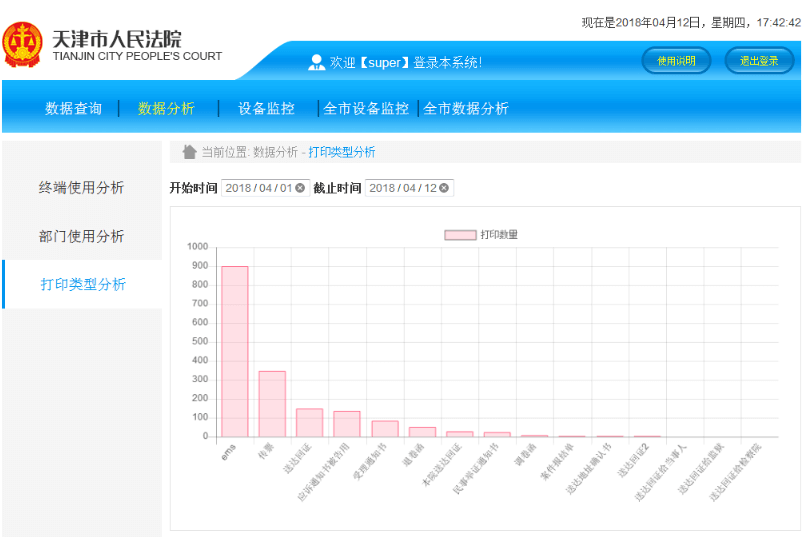 现在是2018年04月12日，星期四，17:42:42
天津市人民法院
TIANJIN CITY PEOPLE'S COURT
欢迎【super】登录本系统!
使用说明
退出登录
数据查询
数据分析
设备监控
全市设备监控
全市数据分析
当前位置: 数据分析 - 打印类型分析
终端使用分析
部门使用分析
打印类型分析
开始时间 2018/04/01 截止时间 2018/04/12
打印数量
1000
900
800
700
600
500
400
300
200
100
0
ems
传票
送达回证
应诉通知书被告用
受理通知书
退卷函
本院送达回证
民事举证通知书
调卷函
案件报结单
送达地址确认书
送达回证2
送达回证给当事人
送达回证给监狱
送达回证给检察院